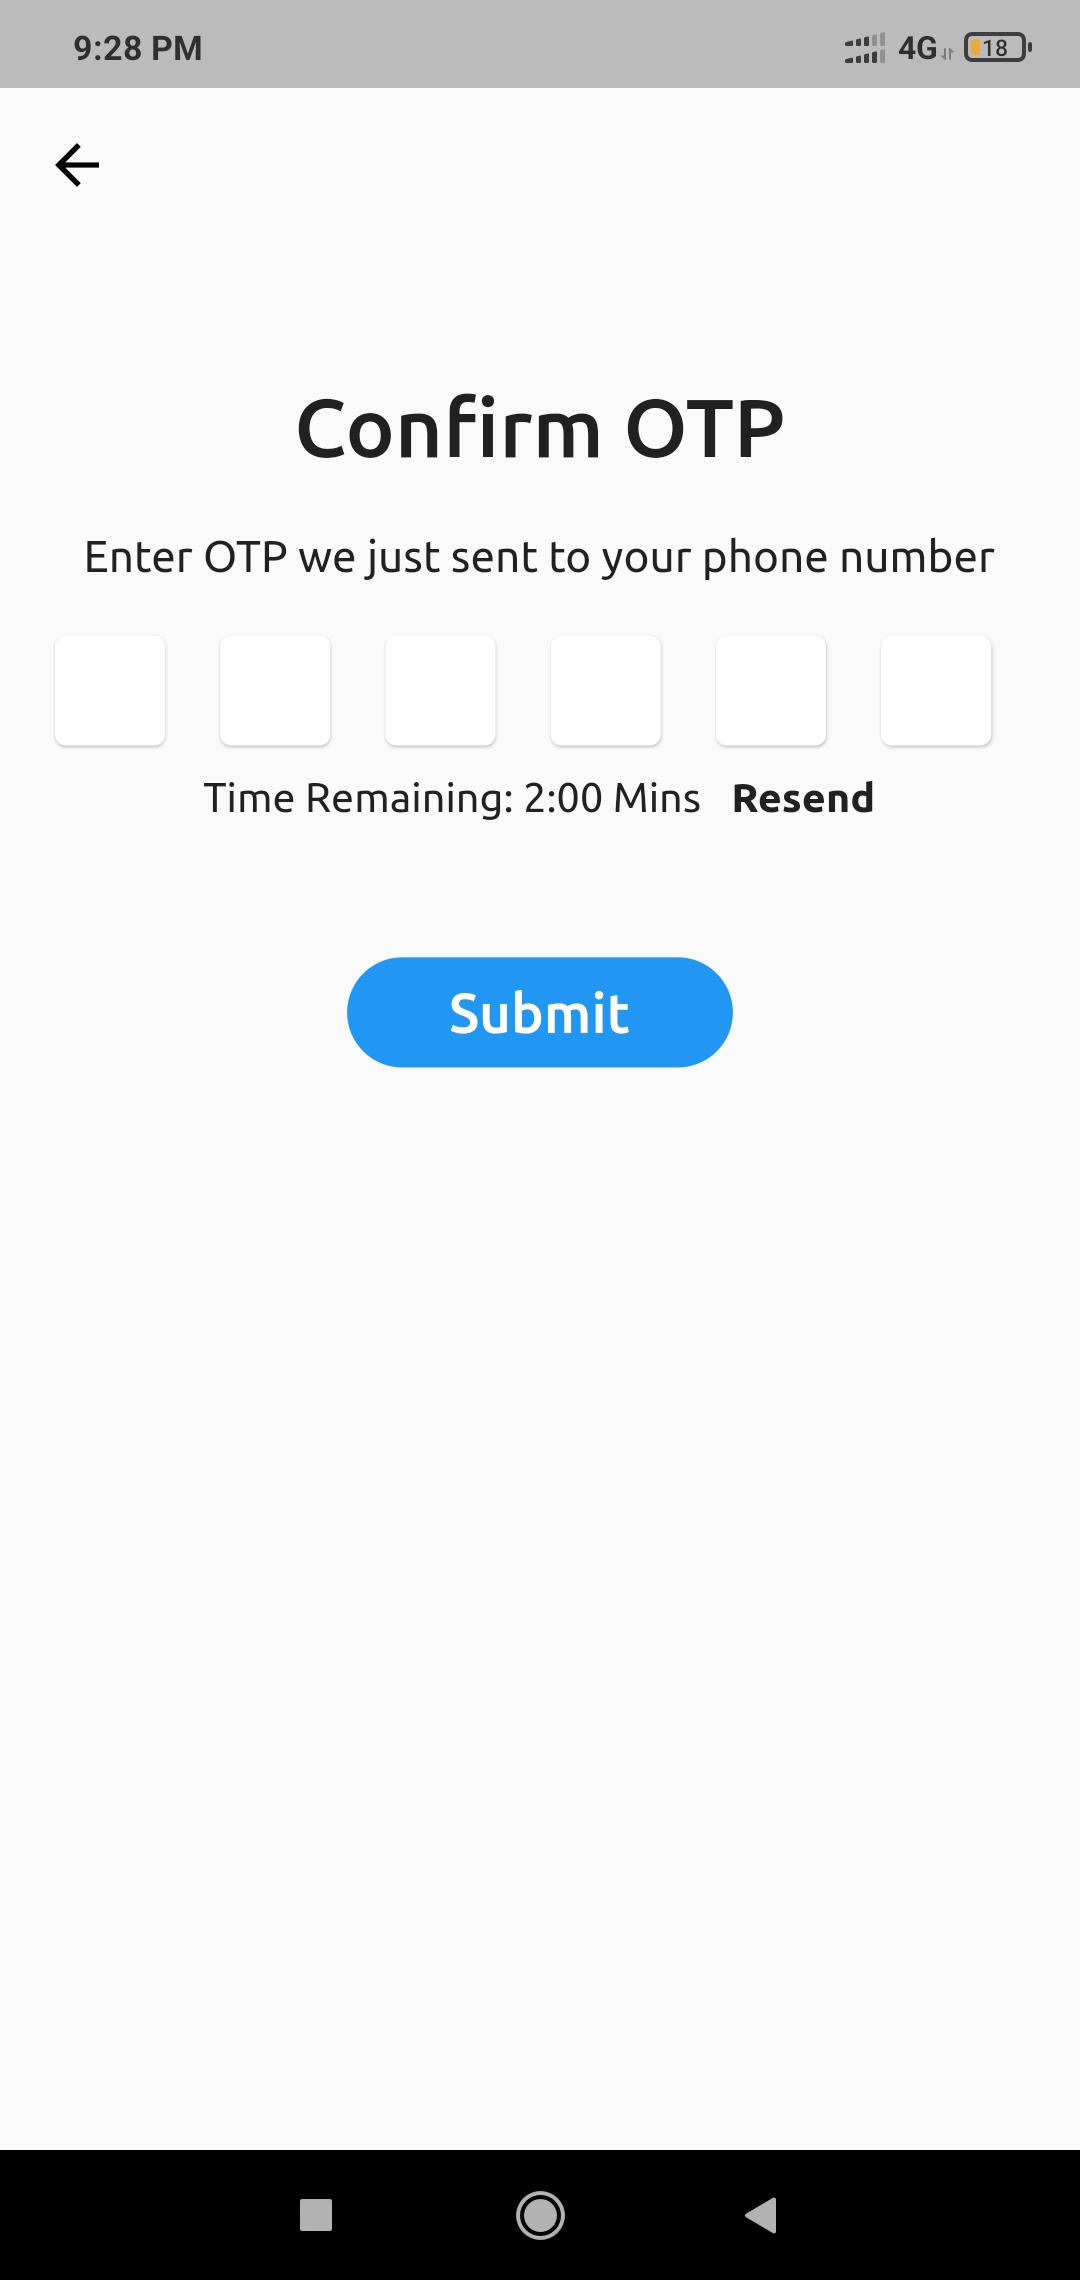 9:28 PM 4G 18
Confirm OTP
Enter OTP we just sent to your phone number
Time Remaining: 2:00 Mins Resend
Submit